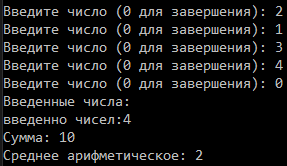 Введите число (0 для завершения): 2
Введите число (0 для завершения): 1
Введите число (0 для завершения): 3
Введите число (0 для завершения): 4
Введите число (0 для завершения): 0
Введенные числа:
введенно чисел:4
Сумма: 10
Среднее арифметическое: 2